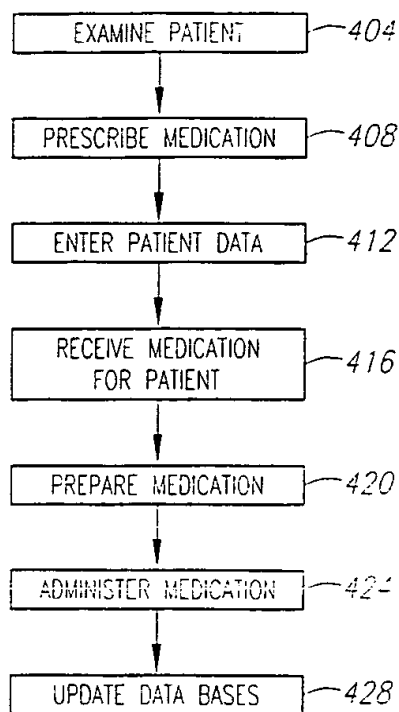 EXAMINE PATIENT 404
PRESCRIBE MEDICATION 408
ENTER PATIENT DATA 412
RECEIVE MEDICATION
FOR PATIENT 416
PREPARE MEDICATION 420
ADMINISTER MEDICATION 424
UPDATE DATA BASES 428